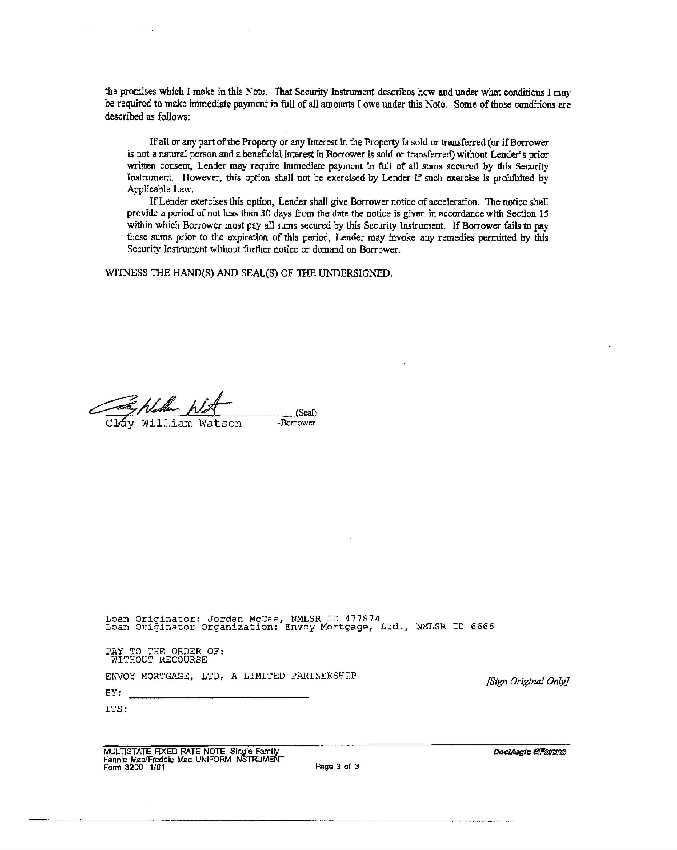 the promises which I make in this Note. That Security Instrument describes how and under what conditions I may
be required to make immediate payment in full of all amounts I owe under this Note. Some of those conditions are
described as follows:
If all or any part of the Property or any Interest in the Property is sold or transferred (or if Borrower
is not a natural person and a beneficial interest in Borrower is sold or transferred) without Lender's prior
written consent, Lender may require immediate payment in full of all sums secured by this Security
Instrument. However, this option shall not be exercised by Lender if such exercise is prohibited by
Applicable Law.
If Lender exercises this option, Lender shall give Borrower notice of acceleration. The notice shall
provide a period of not less than 30 days from the date the notice is given in accordance with Section 15
within which Borrower must pay all sums secured by this Security Instrument. If Borrower fails to pay
these sums prior to the expiration of this period, Lender may invoke any remedies permitted by this
Security Instrument without further notice or demand on Borrower.
WITNESS THE HAND(S) AND SEAL(S) OF THE UNDERSIGNED.
(Seal)
Clay William Watson -Borrower
Loan Originator: Jordan McGee, NMLSR ID 477874
Loan Originator Organization: Envoy Mortgage, Ltd., NMLSR ID 6666
PAY TO THE ORDER OF:
WITHOUT RECOURSE
ENVOY MORTGAGE, LTD, A LIMITED PARTNERSHIP
[Sign Original Only]
BY:
ITS:
MULTISTATE FIXED RATE NOTE Single Family
Fannie Mae/Freddie Mac UNIFORM INSTRUMENT
Form 3200 1/01
Page 3 of 3
DocMagic eForms